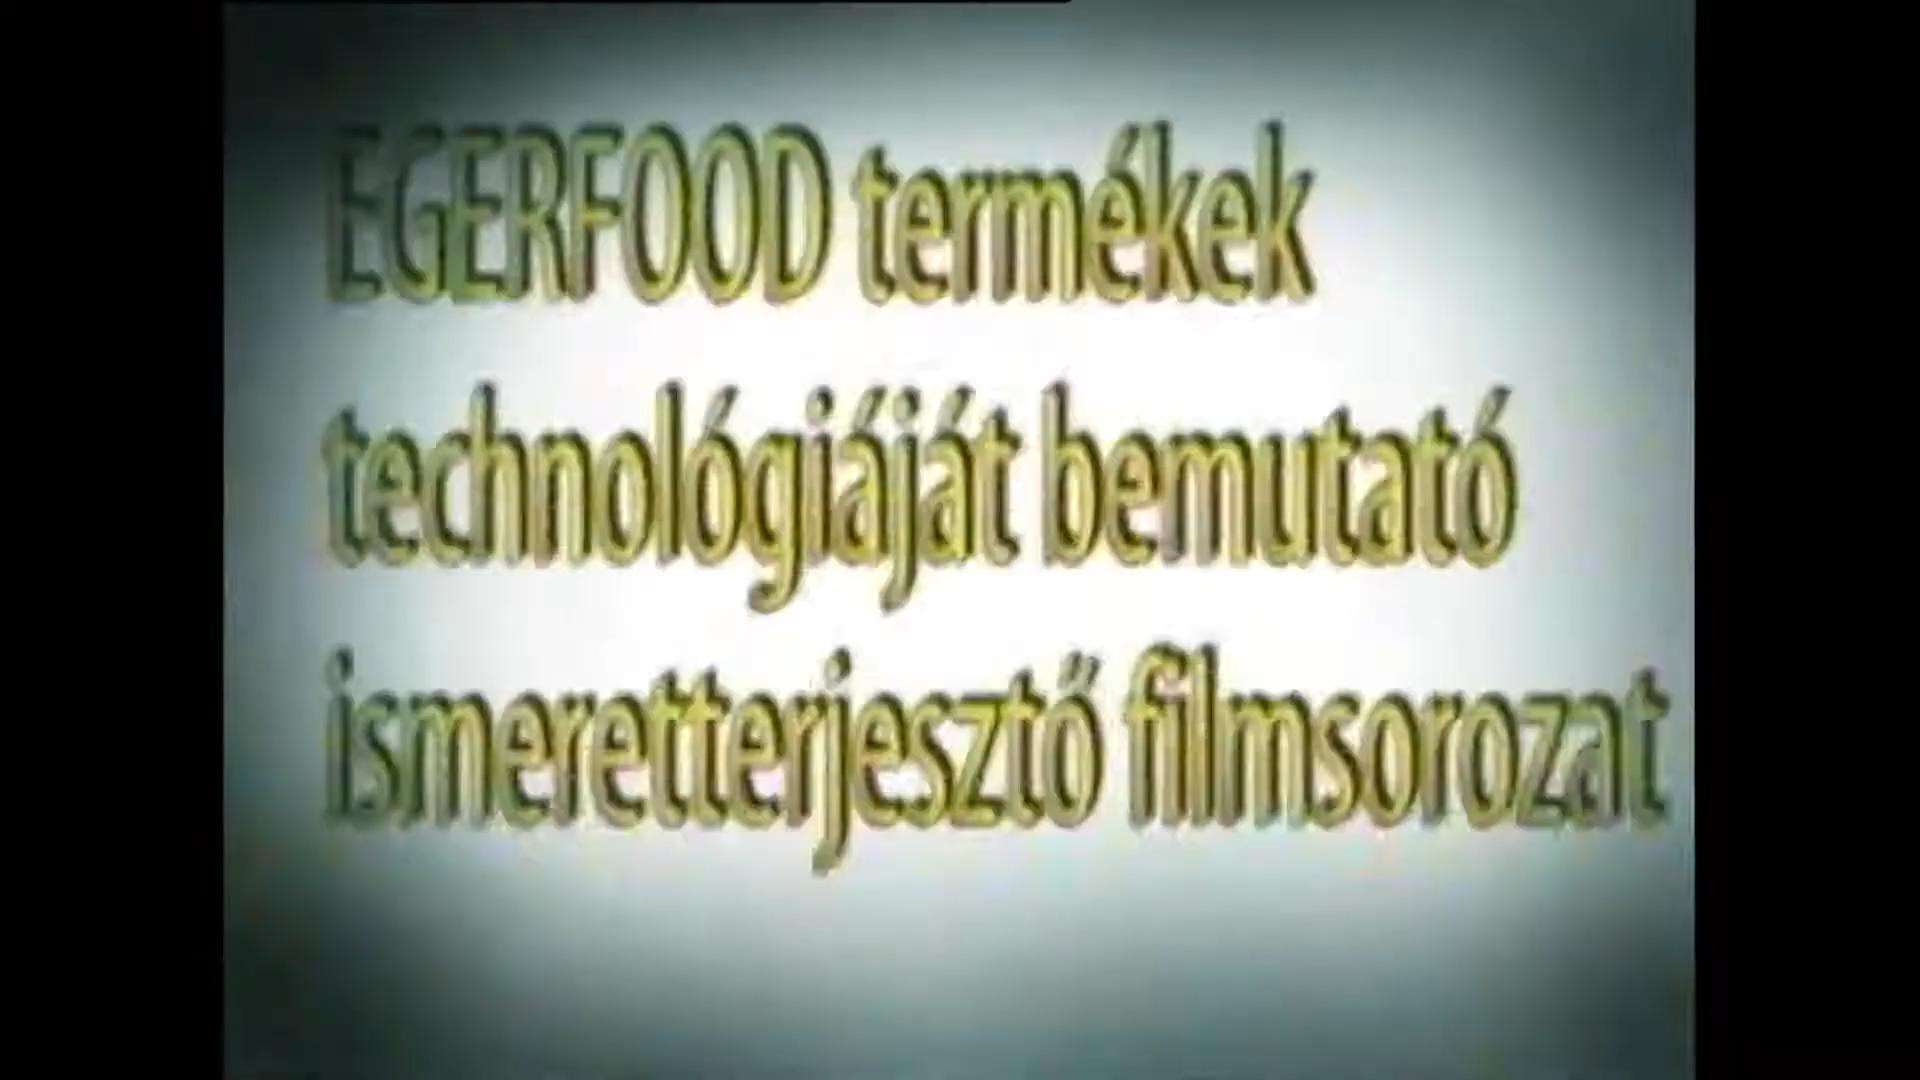 EGERFOOD termékek
technológiáját bemutató
ismeretterjesztő filmsorozat